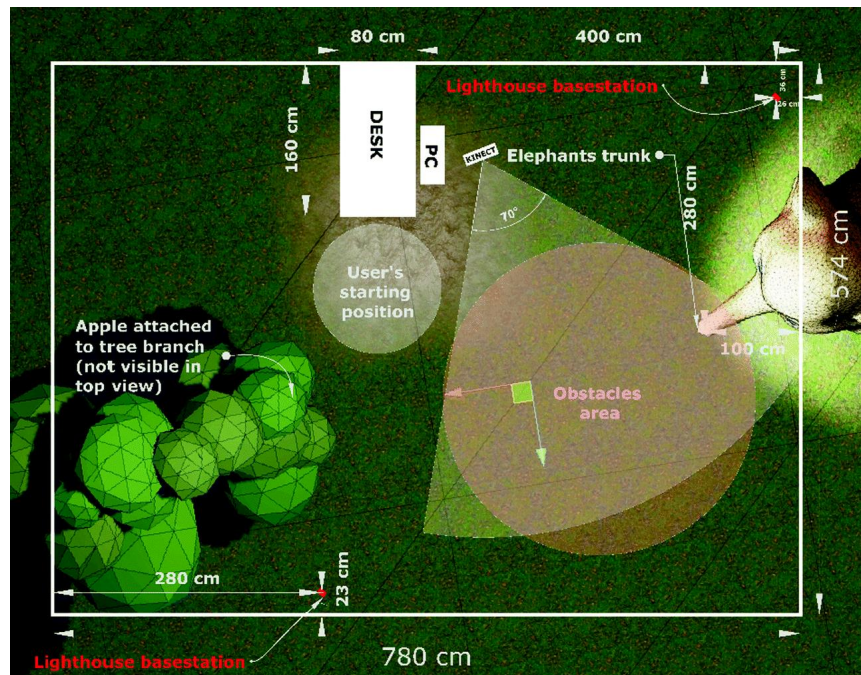 80 cm
400 cm
Lighthouse basestation
36 cm
26 cm
160 cm
DESK
PC
KINECT
Elephants trunk
280 cm
70°
574 cm
User's
starting
position
Apple attached
to tree branch
(not visible in
top view)
100 cm
Obstacles
area
280 cm
23 cm
Lighthouse basestation
780 cm